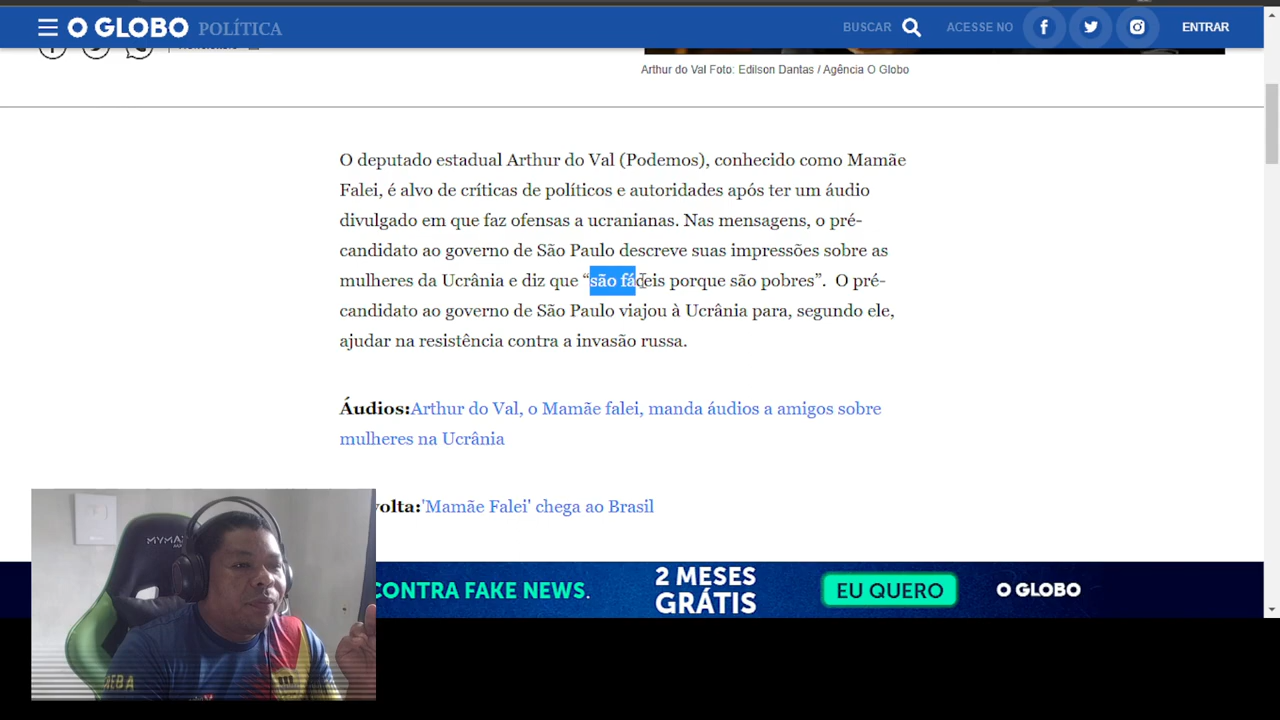 O GLOBO POLÍTICA
BUSCAR ACESSE NO ENTRAR
Arthur do Val Foto: Edilson Dantas / Agência O Globo
O deputado estadual Arthur do Val (Podemos), conhecido como Mamãe
Falei, é alvo de críticas de políticos e autoridades após ter um áudio
divulgado em que faz ofensas a ucranianas. Nas mensagens, o pré-
candidato ao governo de São Paulo descreve suas impressões sobre as
mulheres da Ucrânia e diz que “são fádeis porque são pobres”. O pré-
candidato ao governo de São Paulo viajou à Ucrânia para, segundo ele,
ajudar na resistência contra a invasão russa.
Áudios:Arthur do Val, o Mamãe falei, manda áudios a amigos sobre
mulheres na Ucrânia
volta:'Mamãe Falei' chega ao Brasil
CONTRA FAKE NEWS.
2 MESES
GRÁTIS
EU QUERO
O GLOBO